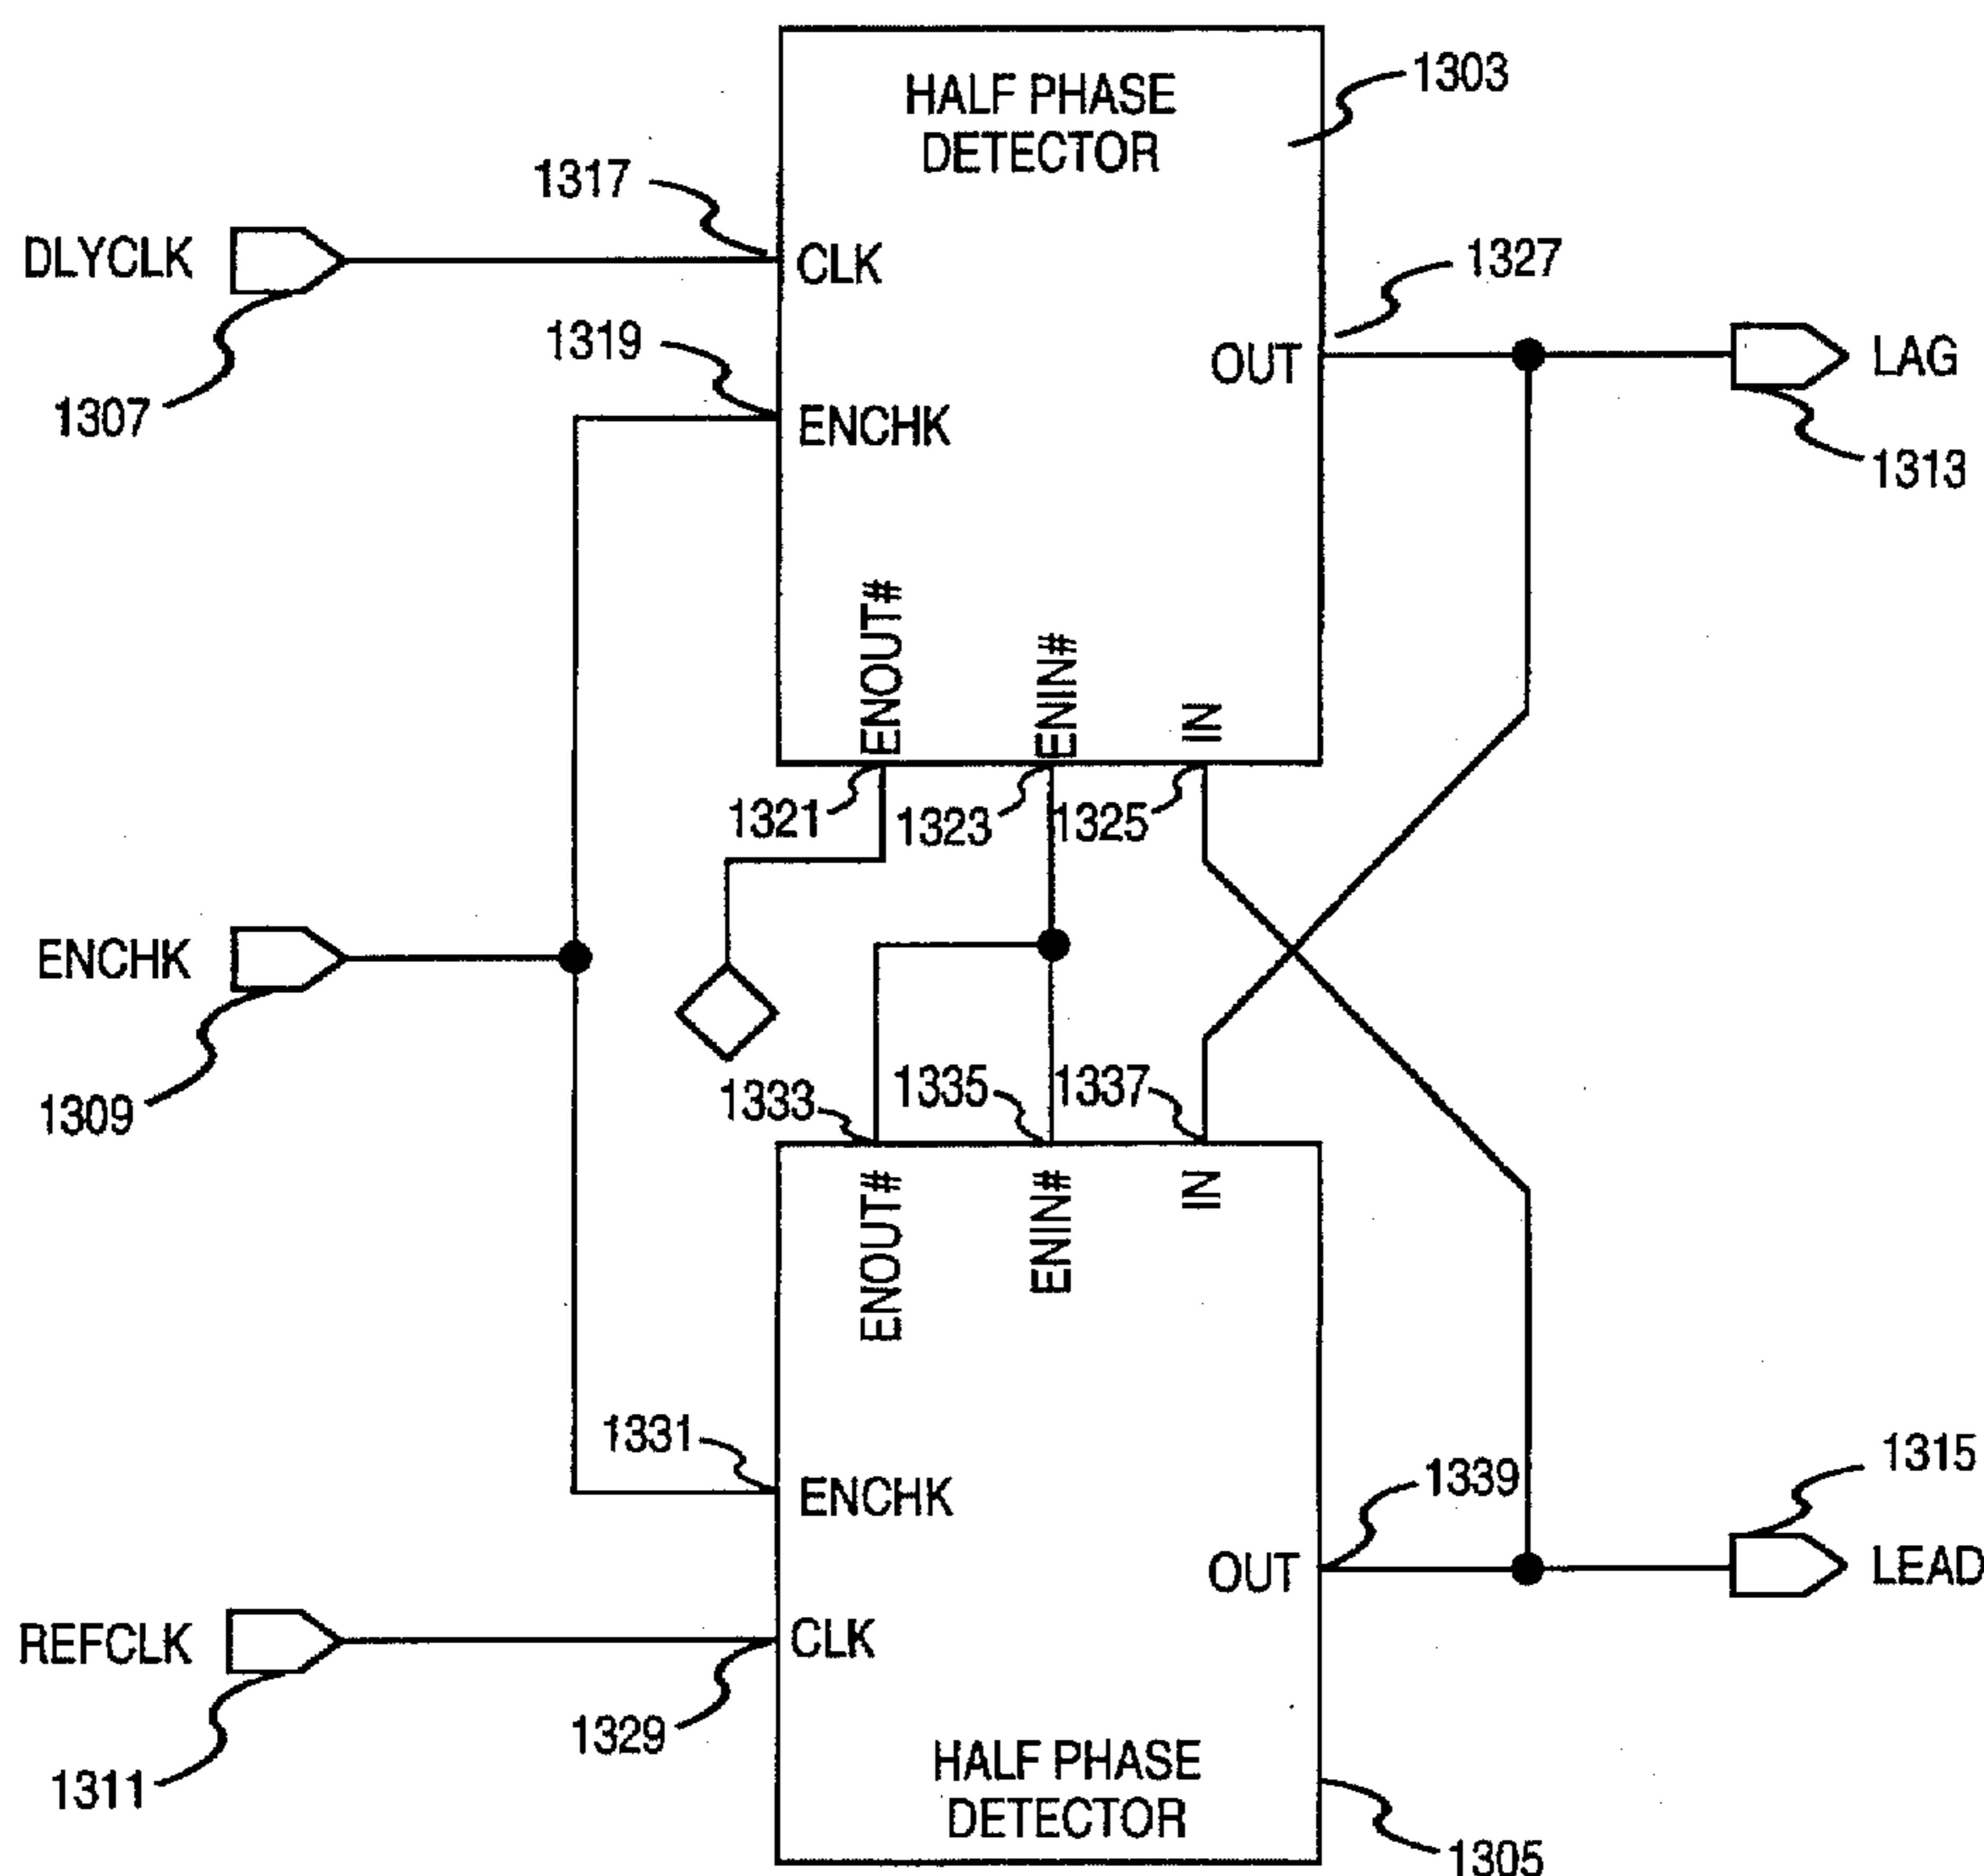 HALF PHASE
DETECTOR
1303
1317
DLYCLK
CLK
1327
1319
OUT
LAG
1307
ENCHK
1313
ENOUT#
ENIN#
IN
1321
1323
1325
ENCHK
1309
1333
1335
1337
ENOUT#
ENIN#
IN
1331
1339
1315
ENCHK
OUT
LEAD
REFCLK
CLK
1329
1311
HALF PHASE
DETECTOR
1305